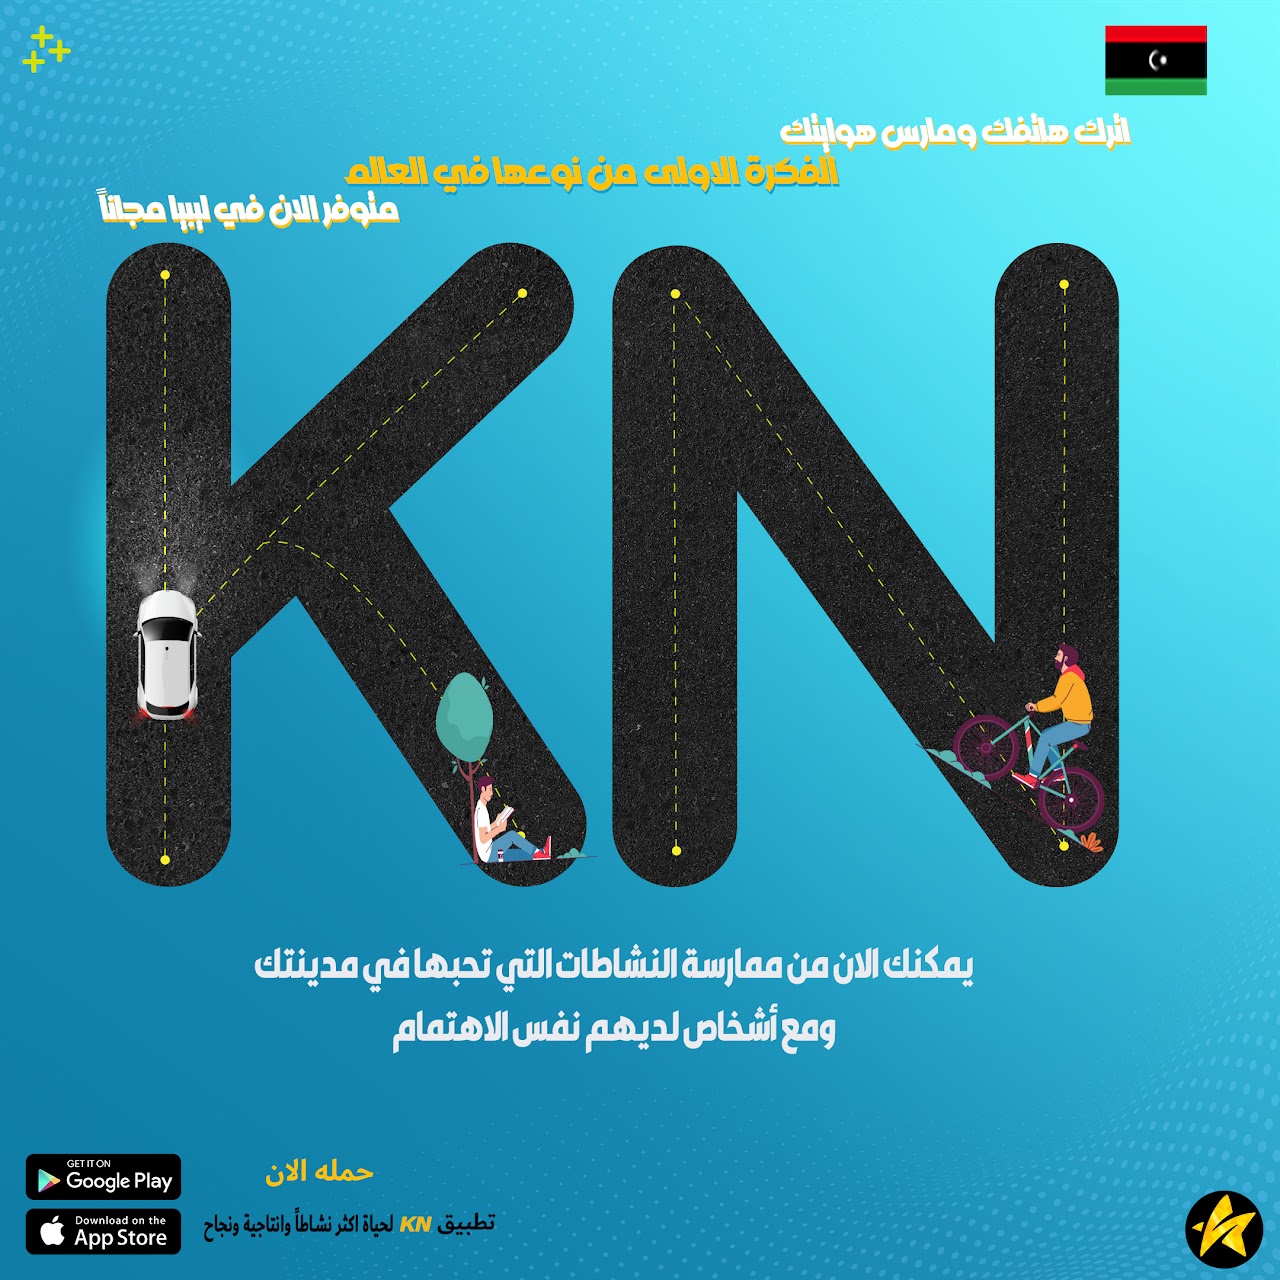 اترك هاتفك ومارس هوايتك
الفكرة الاولى من نوعها في العالم
متوفر الان في ليبيا مجاناً
KN
يمكنك الان من ممارسة النشاطات التي تحبها في مدينتك
ومع أشخاص لديهم نفس الاهتمام
GET IT ON
Google Play
حمله الان
Download on the
App Store
تطبيق KN لحياة اكثر نشاطاً وانتاجية ونجاح